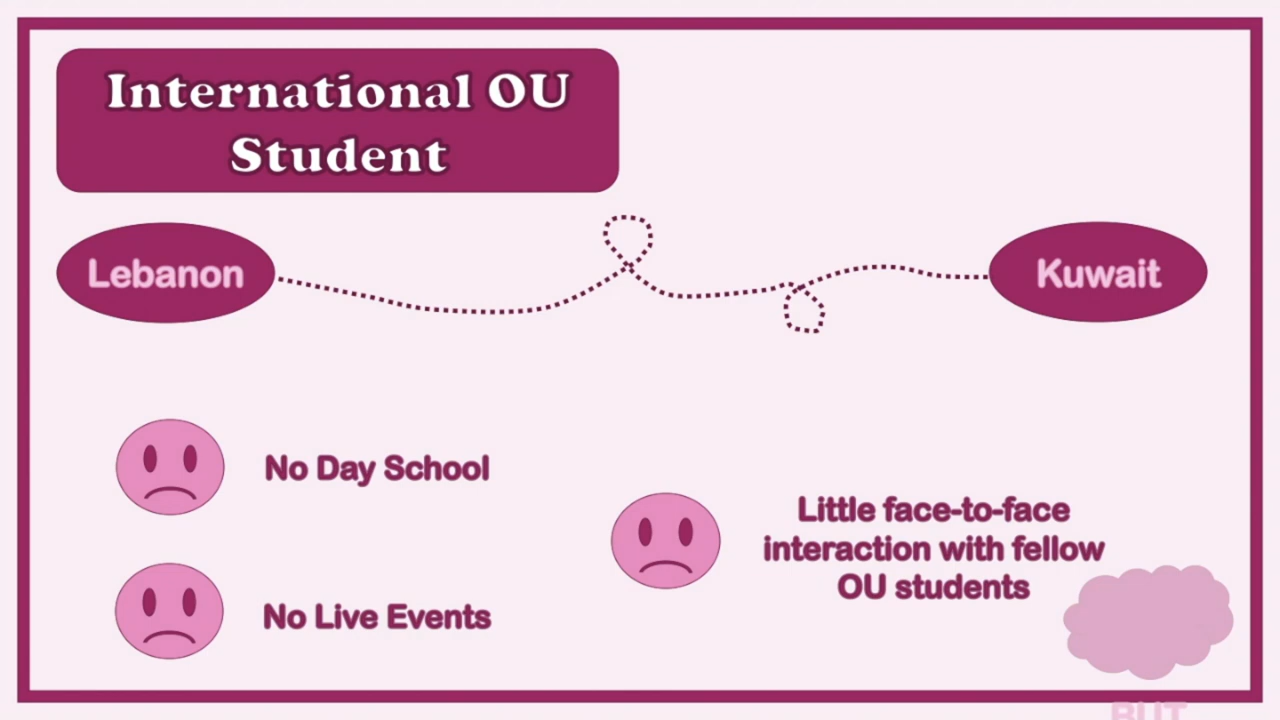 International OU
Student
Lebanon
Kuwait
No Day School
Little face-to-face
interaction with fellow
OU students
No Live Events
BUT